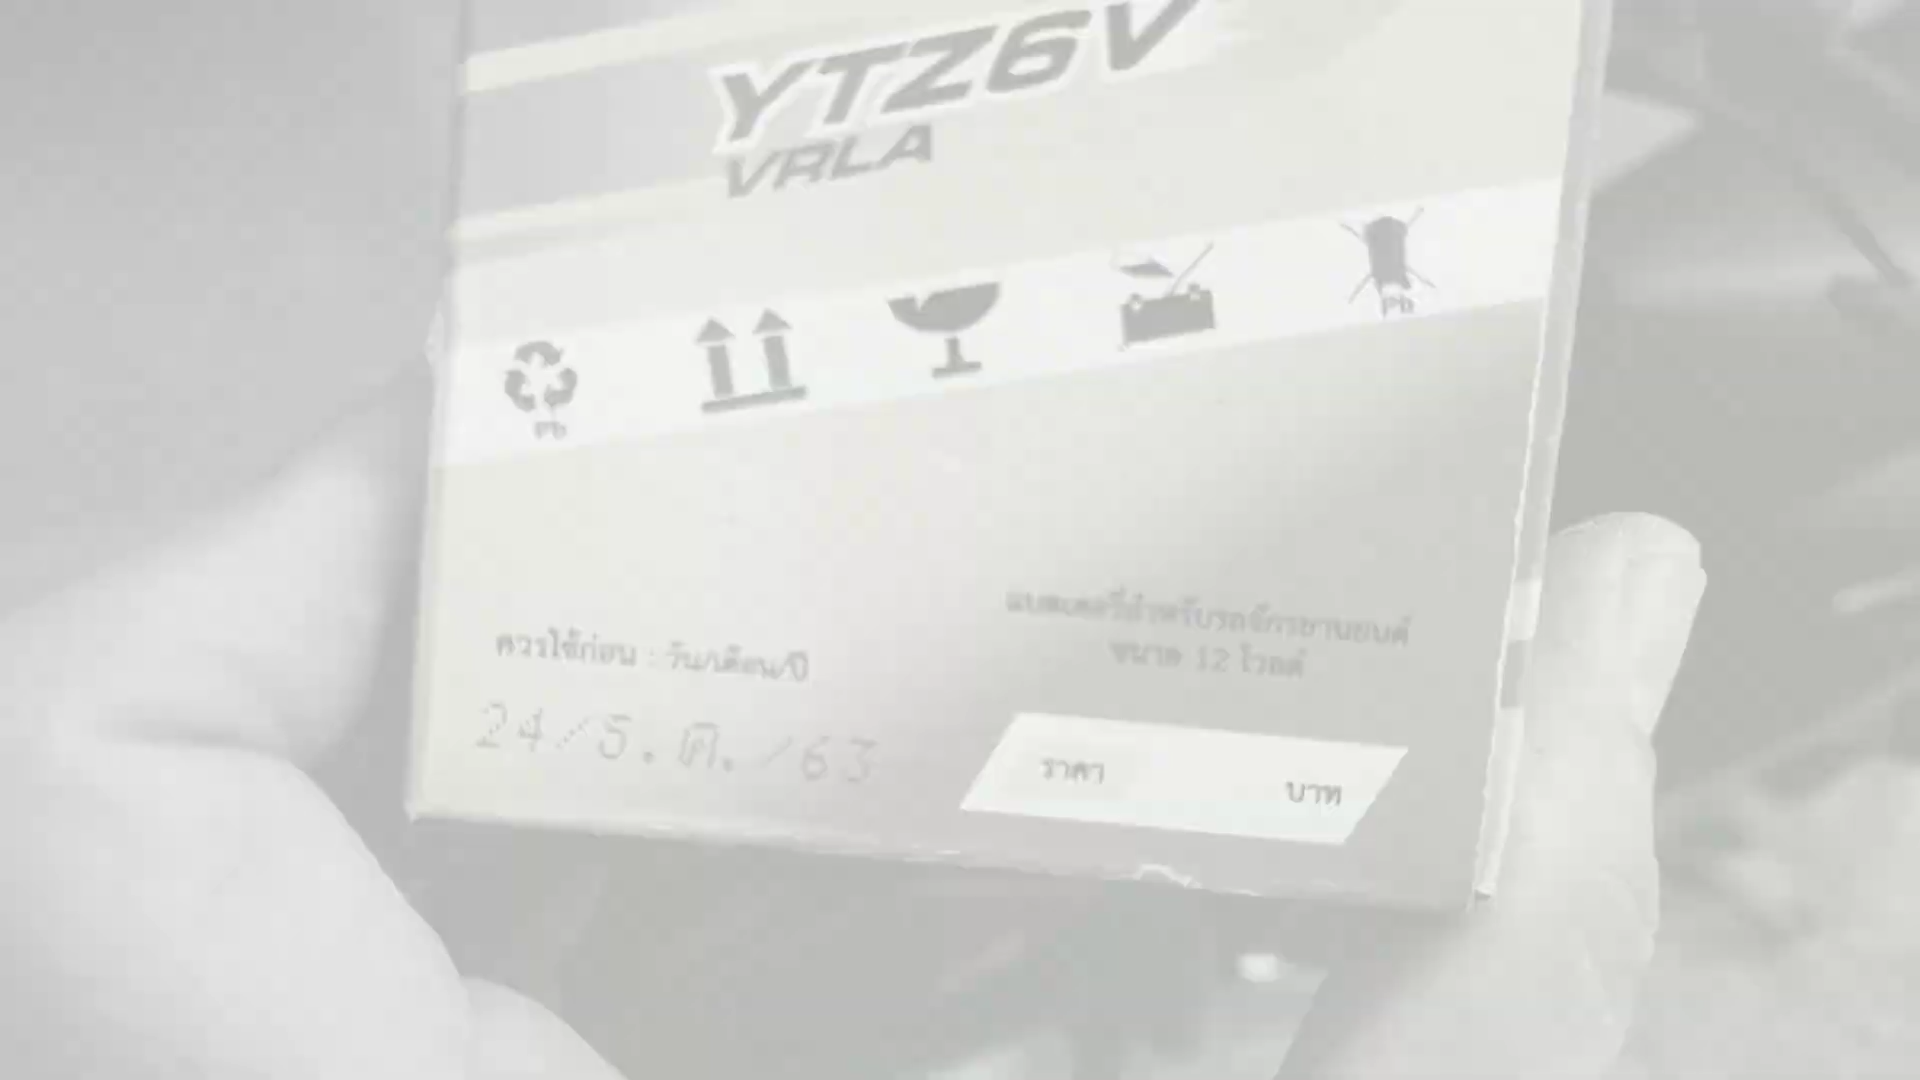 YTZ6V
VRLA
Pb
Pb
ควรใช้ก่อน : วัน/เดือน/ปี
24/5.ค./63
แบตเตอรี่สำหรับรถจักรยานยนต์
ขนาด 12 โวลต์
ราคา บาท